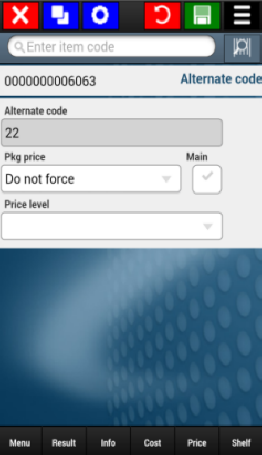 Enter item code
0000000006063 Alternate code
Alternate code
22
Pkg price Main
Do not force
Price level
Menu Result Info Cost Price Shelf